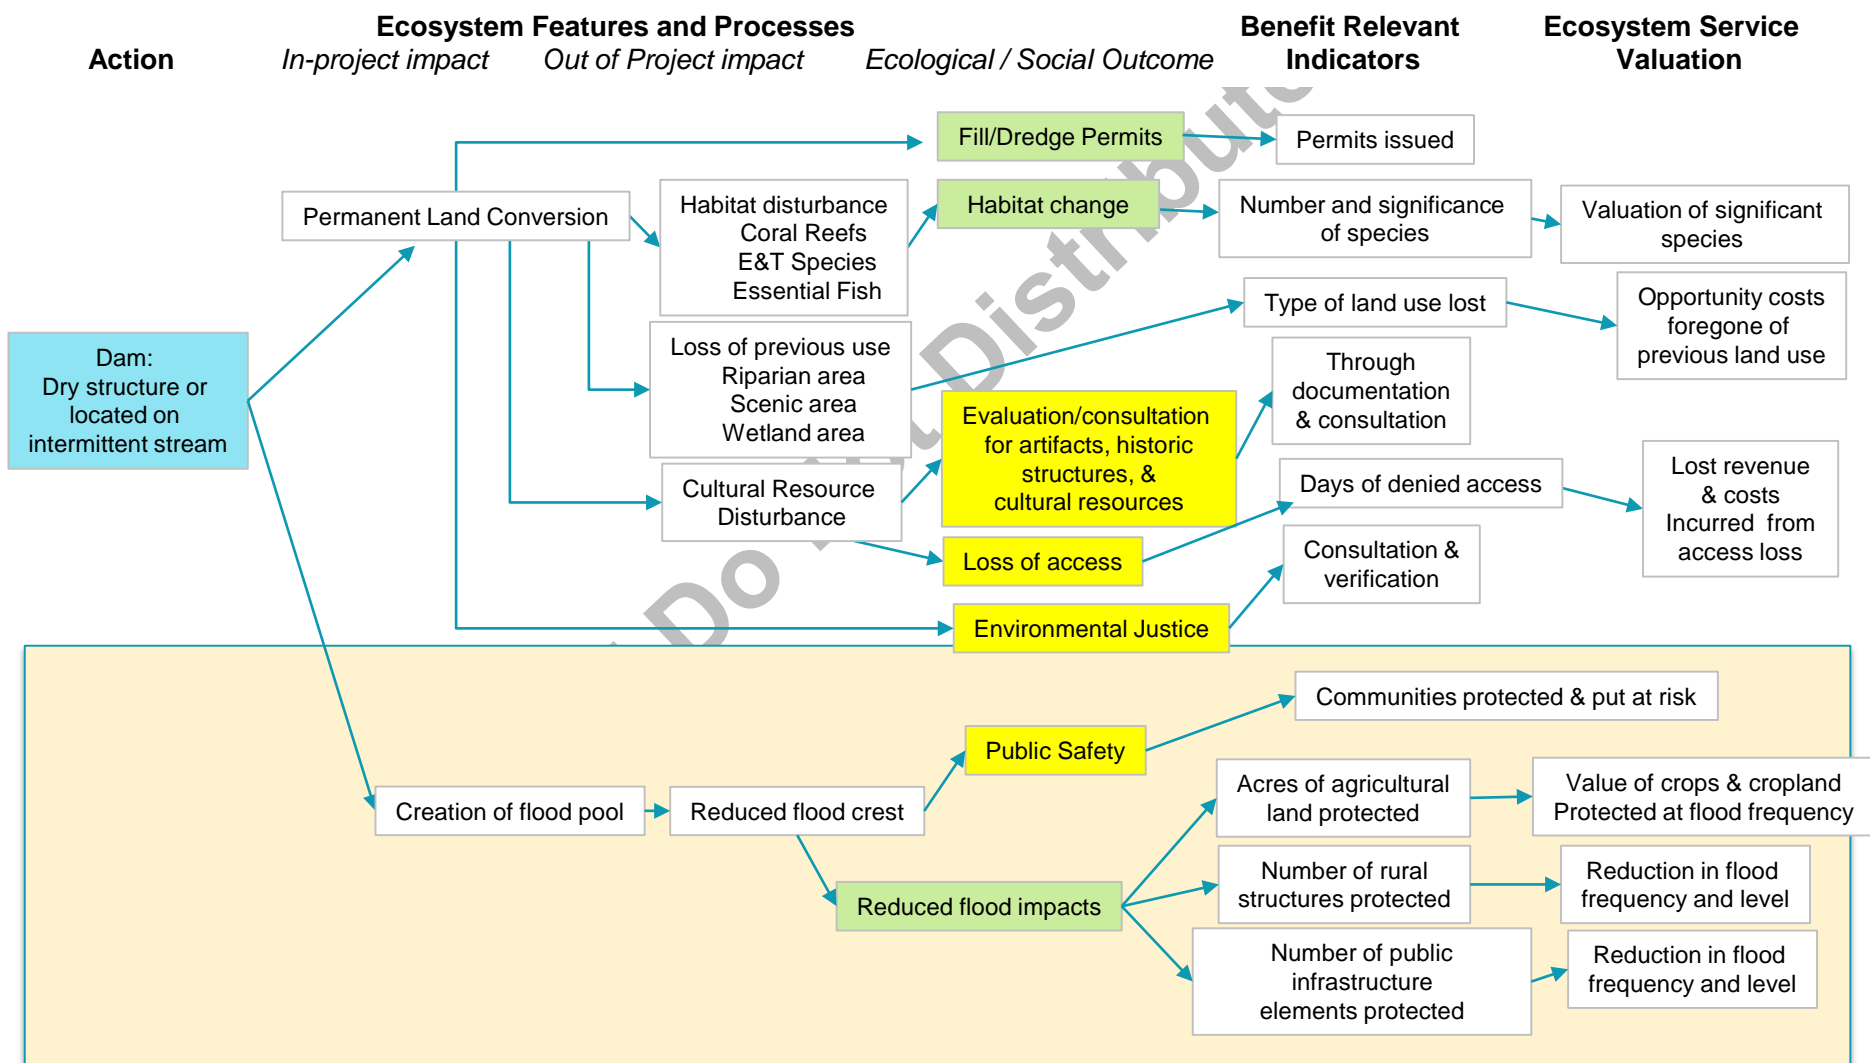 Ecosystem Features and Processes
Benefit Relevant
Indicators
Ecosystem Service
Valuation
Action
In-project impact
Out of Project impact
Ecological / Social Outcome
Fill/Dredge Permits
Permits issued
Permanent Land Conversion
Habitat disturbance
Coral Reefs
E&T Species
Essential Fish
Habitat change
Number and significance
of species
Valuation of significant
species
Type of land use lost
Opportunity costs
foregone of
previous land use
Dam:
Dry structure or
located on
intermittent stream
Loss of previous use
Riparian area
Scenic area
Wetland area
Through
documentation
& consultation
Evaluation/consultation
for artifacts, historic
structures, &
cultural resources
Cultural Resource
Disturbance
Days of denied access
Lost revenue
& costs
Incurred from
access loss
Loss of access
Consultation &
verification
Environmental Justice
Communities protected & put at risk
Public Safety
Creation of flood pool
Reduced flood crest
Acres of agricultural
land protected
Value of crops & cropland
Protected at flood frequency
Reduced flood impacts
Number of rural
structures protected
Reduction in flood
frequency and level
Number of public
infrastructure
elements protected
Reduction in flood
frequency and level
Do
Distribute